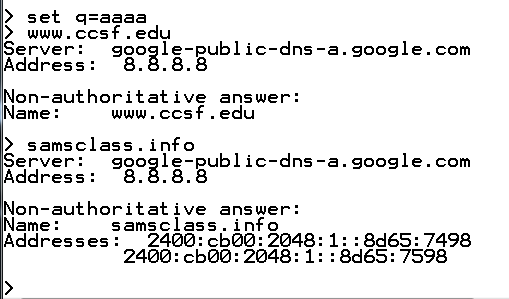 > set q=aaaa
> www.ccsf.edu
Server:  google-public-dns-a.google.com
Address:  8.8.8.8
Non-authoritative answer:
Name:    www.ccsf.edu
> samsclass.info
Server:  google-public-dns-a.google.com
Address:  8.8.8.8
Non-authoritative answer:
Name:    samsclass.info
Addresses:  2400:cb00:2048:1::8d65:7498
2400:cb00:2048:1::8d65:7598
>